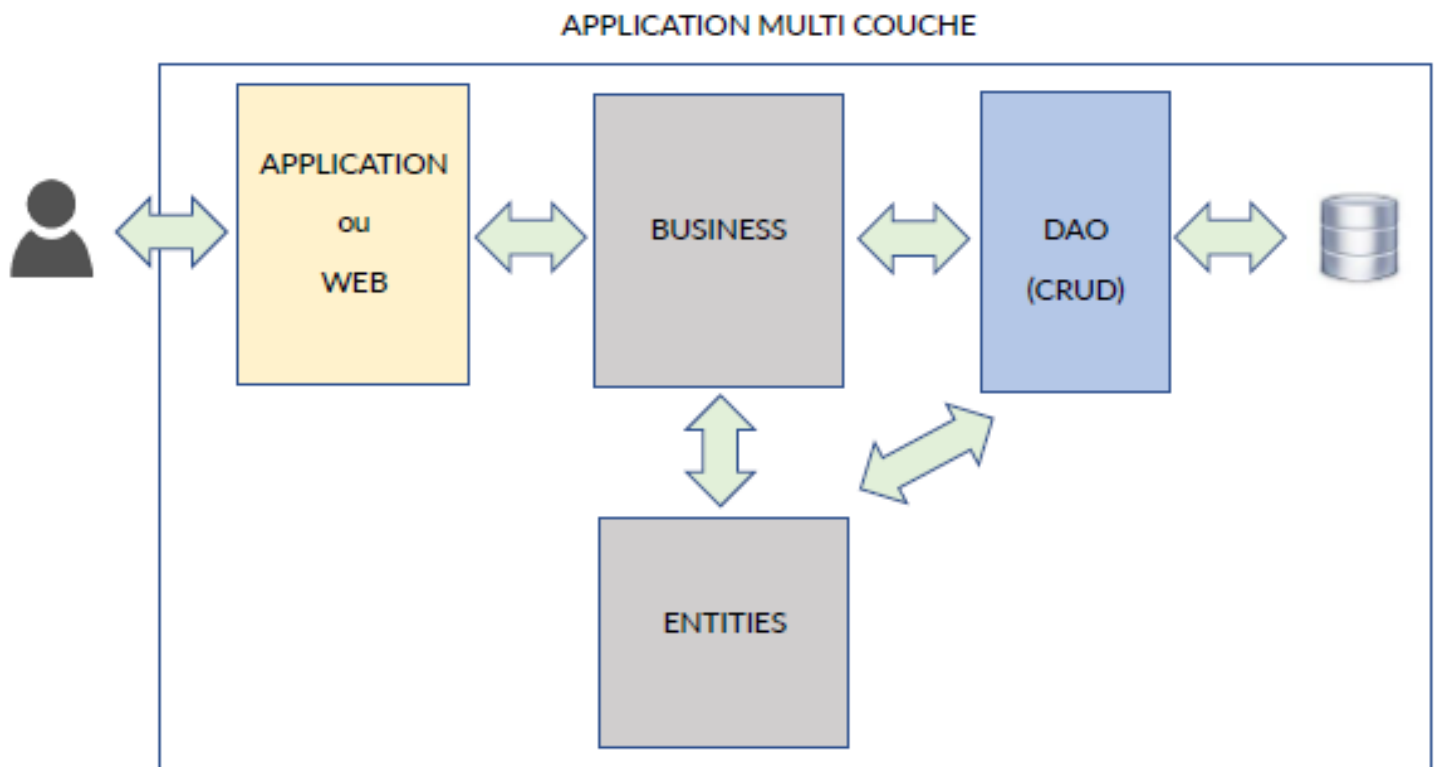 APPLICATION MULTI COUCHE
APPLICATION
ou
WEB
BUSINESS
DAO
(CRUD)
ENTITIES